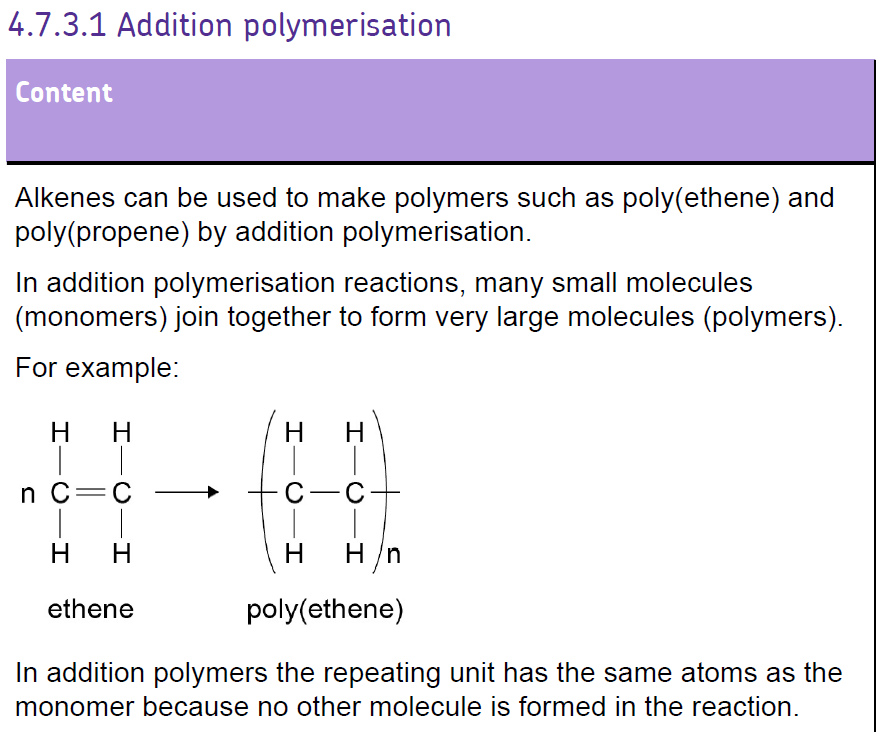 4.7.3.1 Addition polymerisation
Content
Alkenes can be used to make polymers such as poly(ethene) and
poly(propene) by addition polymerisation.
In addition polymerisation reactions, many small molecules
(monomers) join together to form very large molecules (polymers).
For example:
H H H H
n C=C C—C
H H H H n
ethene poly(ethene)
In addition polymers the repeating unit has the same atoms as the
monomer because no other molecule is formed in the reaction.